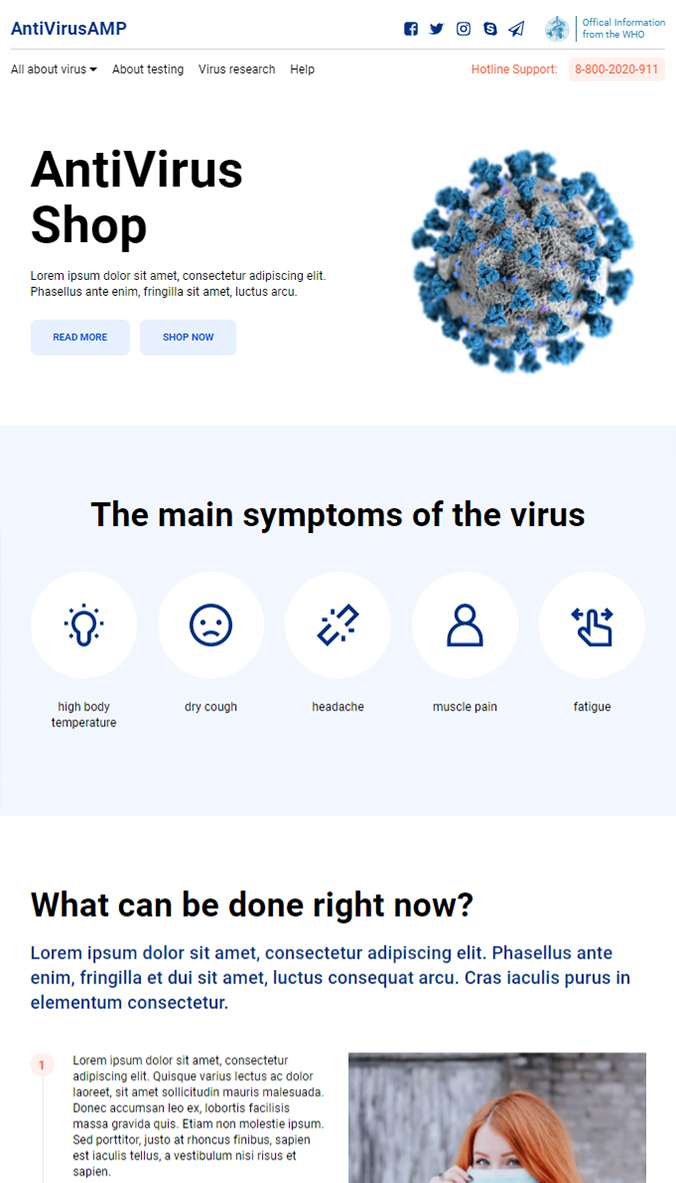 AntiVirusAMP
Offical Information
from the WHO
All about virus
About testing
Virus research
Help
Hotline Support:
8-800-2020-911
AntiVirus
Shop
Lorem ipsum dolor sit amet, consectetur adipiscing elit.
Phasellus ante enim, fringilla sit amet, luctus arcu.
READ MORE
SHOP NOW
The main symptoms of the virus
high body
temperature
dry cough
headache
muscle pain
fatigue
What can be done right now?
Lorem ipsum dolor sit amet, consectetur adipiscing elit. Phasellus ante
enim, fringilla et dui sit amet, luctus consequat arcu. Cras iaculis purus in
elementum consectetur.
1
Lorem ipsum dolor sit amet, consectetur
adipiscing elit. Quisque varius lectus ac dolor
laoreet, sit amet sollicitudin mauris malesuada.
Donec accumsan leo ex, lobortis facilisis
massa gravida quis. Etiam non molestie ipsum.
Sed porttitor, justo at rhoncus finibus, sapien
est iaculis tellus, a vestibulum nisi risus et
sapien.